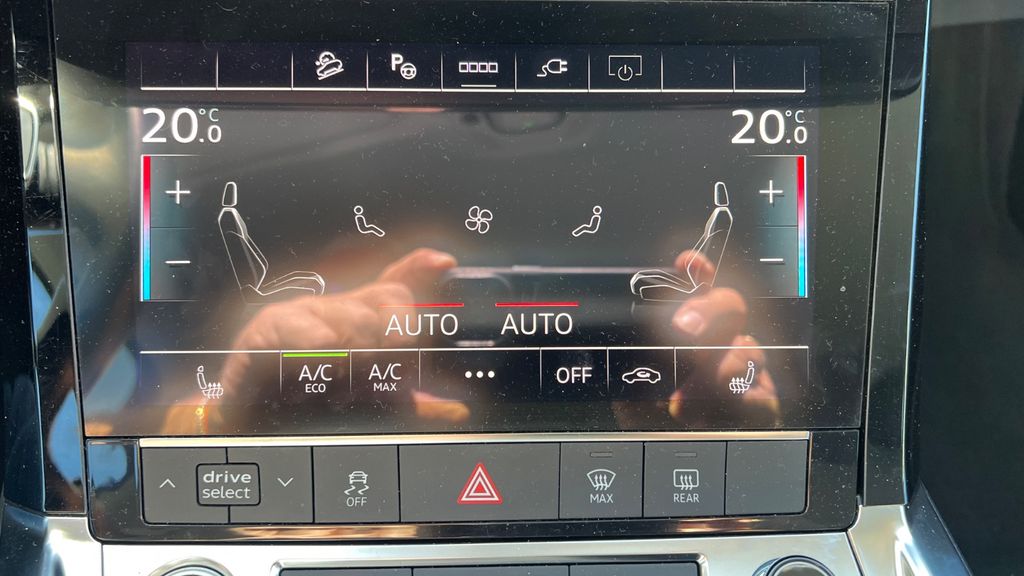 P
20.0°C 20.0°C
AUTO AUTO
A/C ECO A/C MAX ••• OFF
drive select OFF MAX REAR